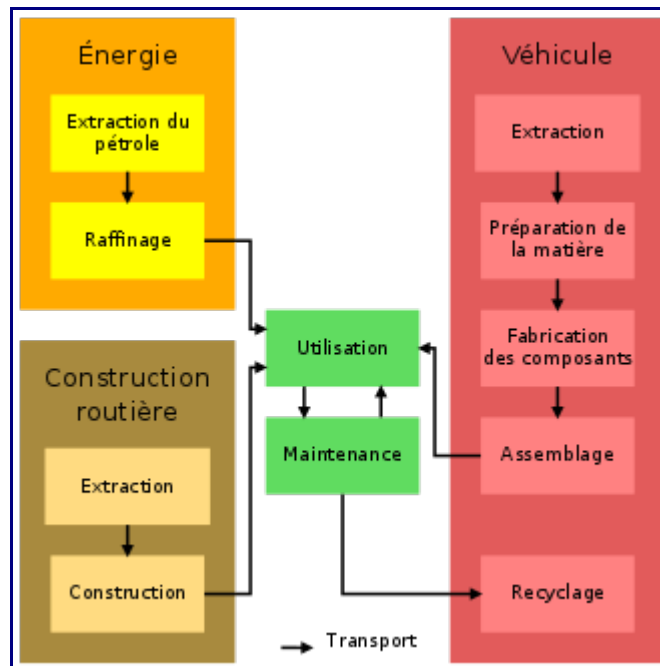 Énergie
Extraction du
pétrole
Raffinage
Construction
routière
Extraction
Construction
Utilisation
Maintenance
Véhicule
Extraction
Préparation de
la matière
Fabrication
des composants
Assemblage
Recyclage
Transport